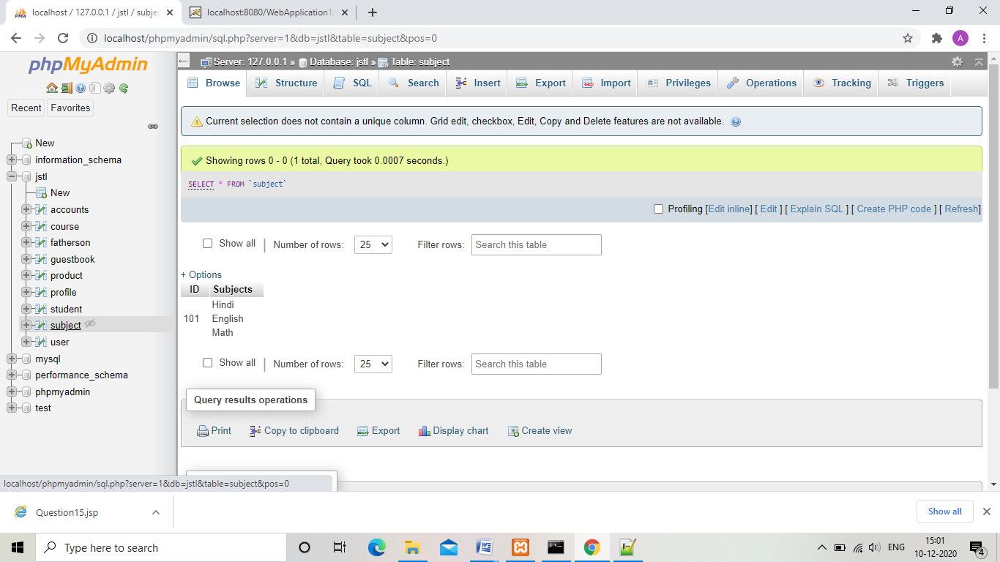 localhost / 127.0.0.1 / jstl / subje
localhost:8080/WebApplication1/
localhost/phpmyadmin/sql.php?server=1&db=jstl&table=subject&pos=0
A
phpMyAdmin
Recent
Favorites
New
information_schema
jstl
New
accounts
course
fatherson
guestbook
product
profile
student
subject
user
mysql
performance_schema
phpmyadmin
test
Server: 127.0.0.1 » Database: jstl » Table: subject
Browse Structure SQL Search Insert Export Import Privileges Operations Tracking Triggers
Current selection does not contain a unique column. Grid edit, checkbox, Edit, Copy and Delete features are not available.
Showing rows 0 - 0 (1 total, Query took 0.0007 seconds.)
SELECT * FROM `subject`
Profiling [Edit inline] [ Edit ] [ Explain SQL ] [ Create PHP code ] [ Refresh]
Show all | Number of rows: 25 Filter rows: Search this table
+ Options
ID Subjects
Hindi
101 English
Math
Show all | Number of rows: 25 Filter rows: Search this table
Query results operations
Print Copy to clipboard Export Display chart Create view
localhost/phpmyadmin/sql.php?server=1&db=jstl&table=subject&pos=0
Question15.jsp
Show all
Type here to search
ENG
15:01
10-12-2020
4